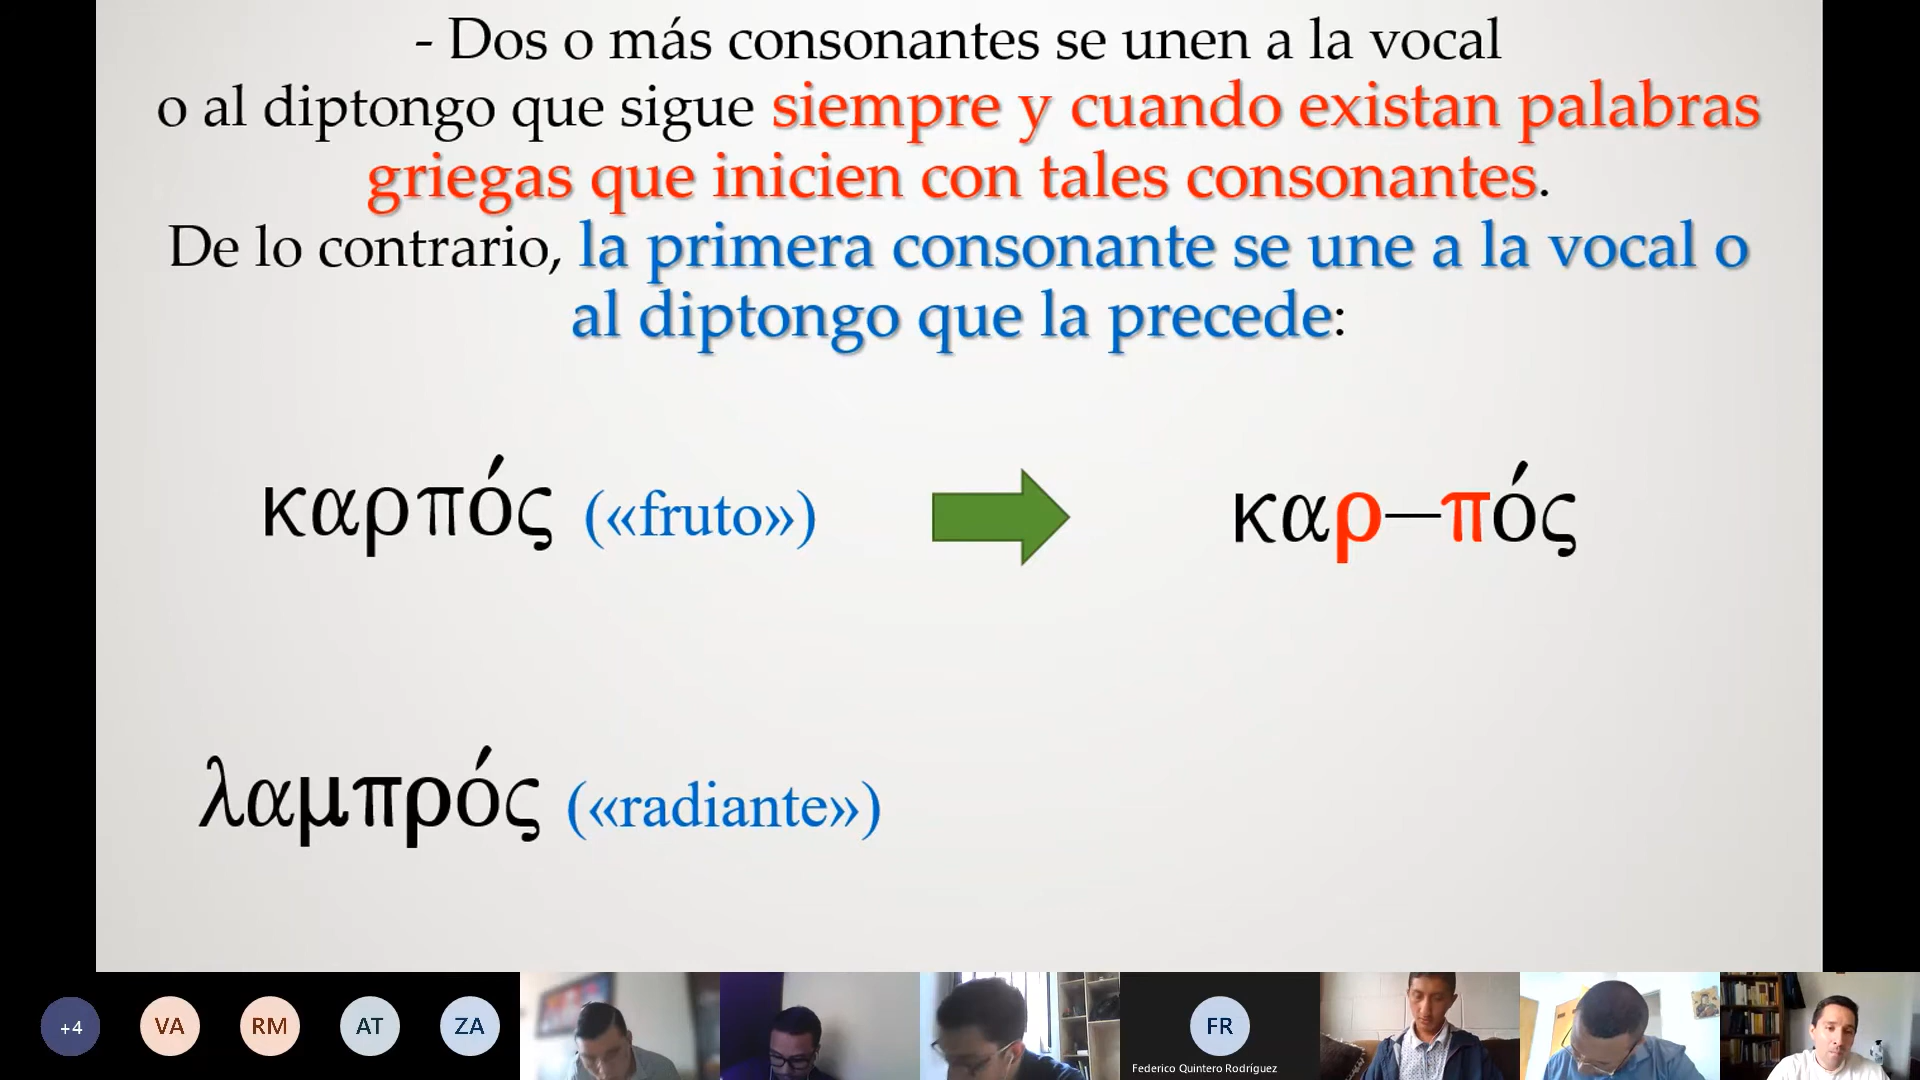 - Dos o más consonantes se unen a la vocal
o al diptongo que sigue siempre y cuando existan palabras
griegas que inicien con tales consonantes.
De lo contrario, la primera consonante se une a la vocal o
al diptongo que la precede:
καρπός («fruto») καρ–πός
λαμπρός («radiante»)
+4 VA RM AT ZA FR
Federico Quintero Rodríguez